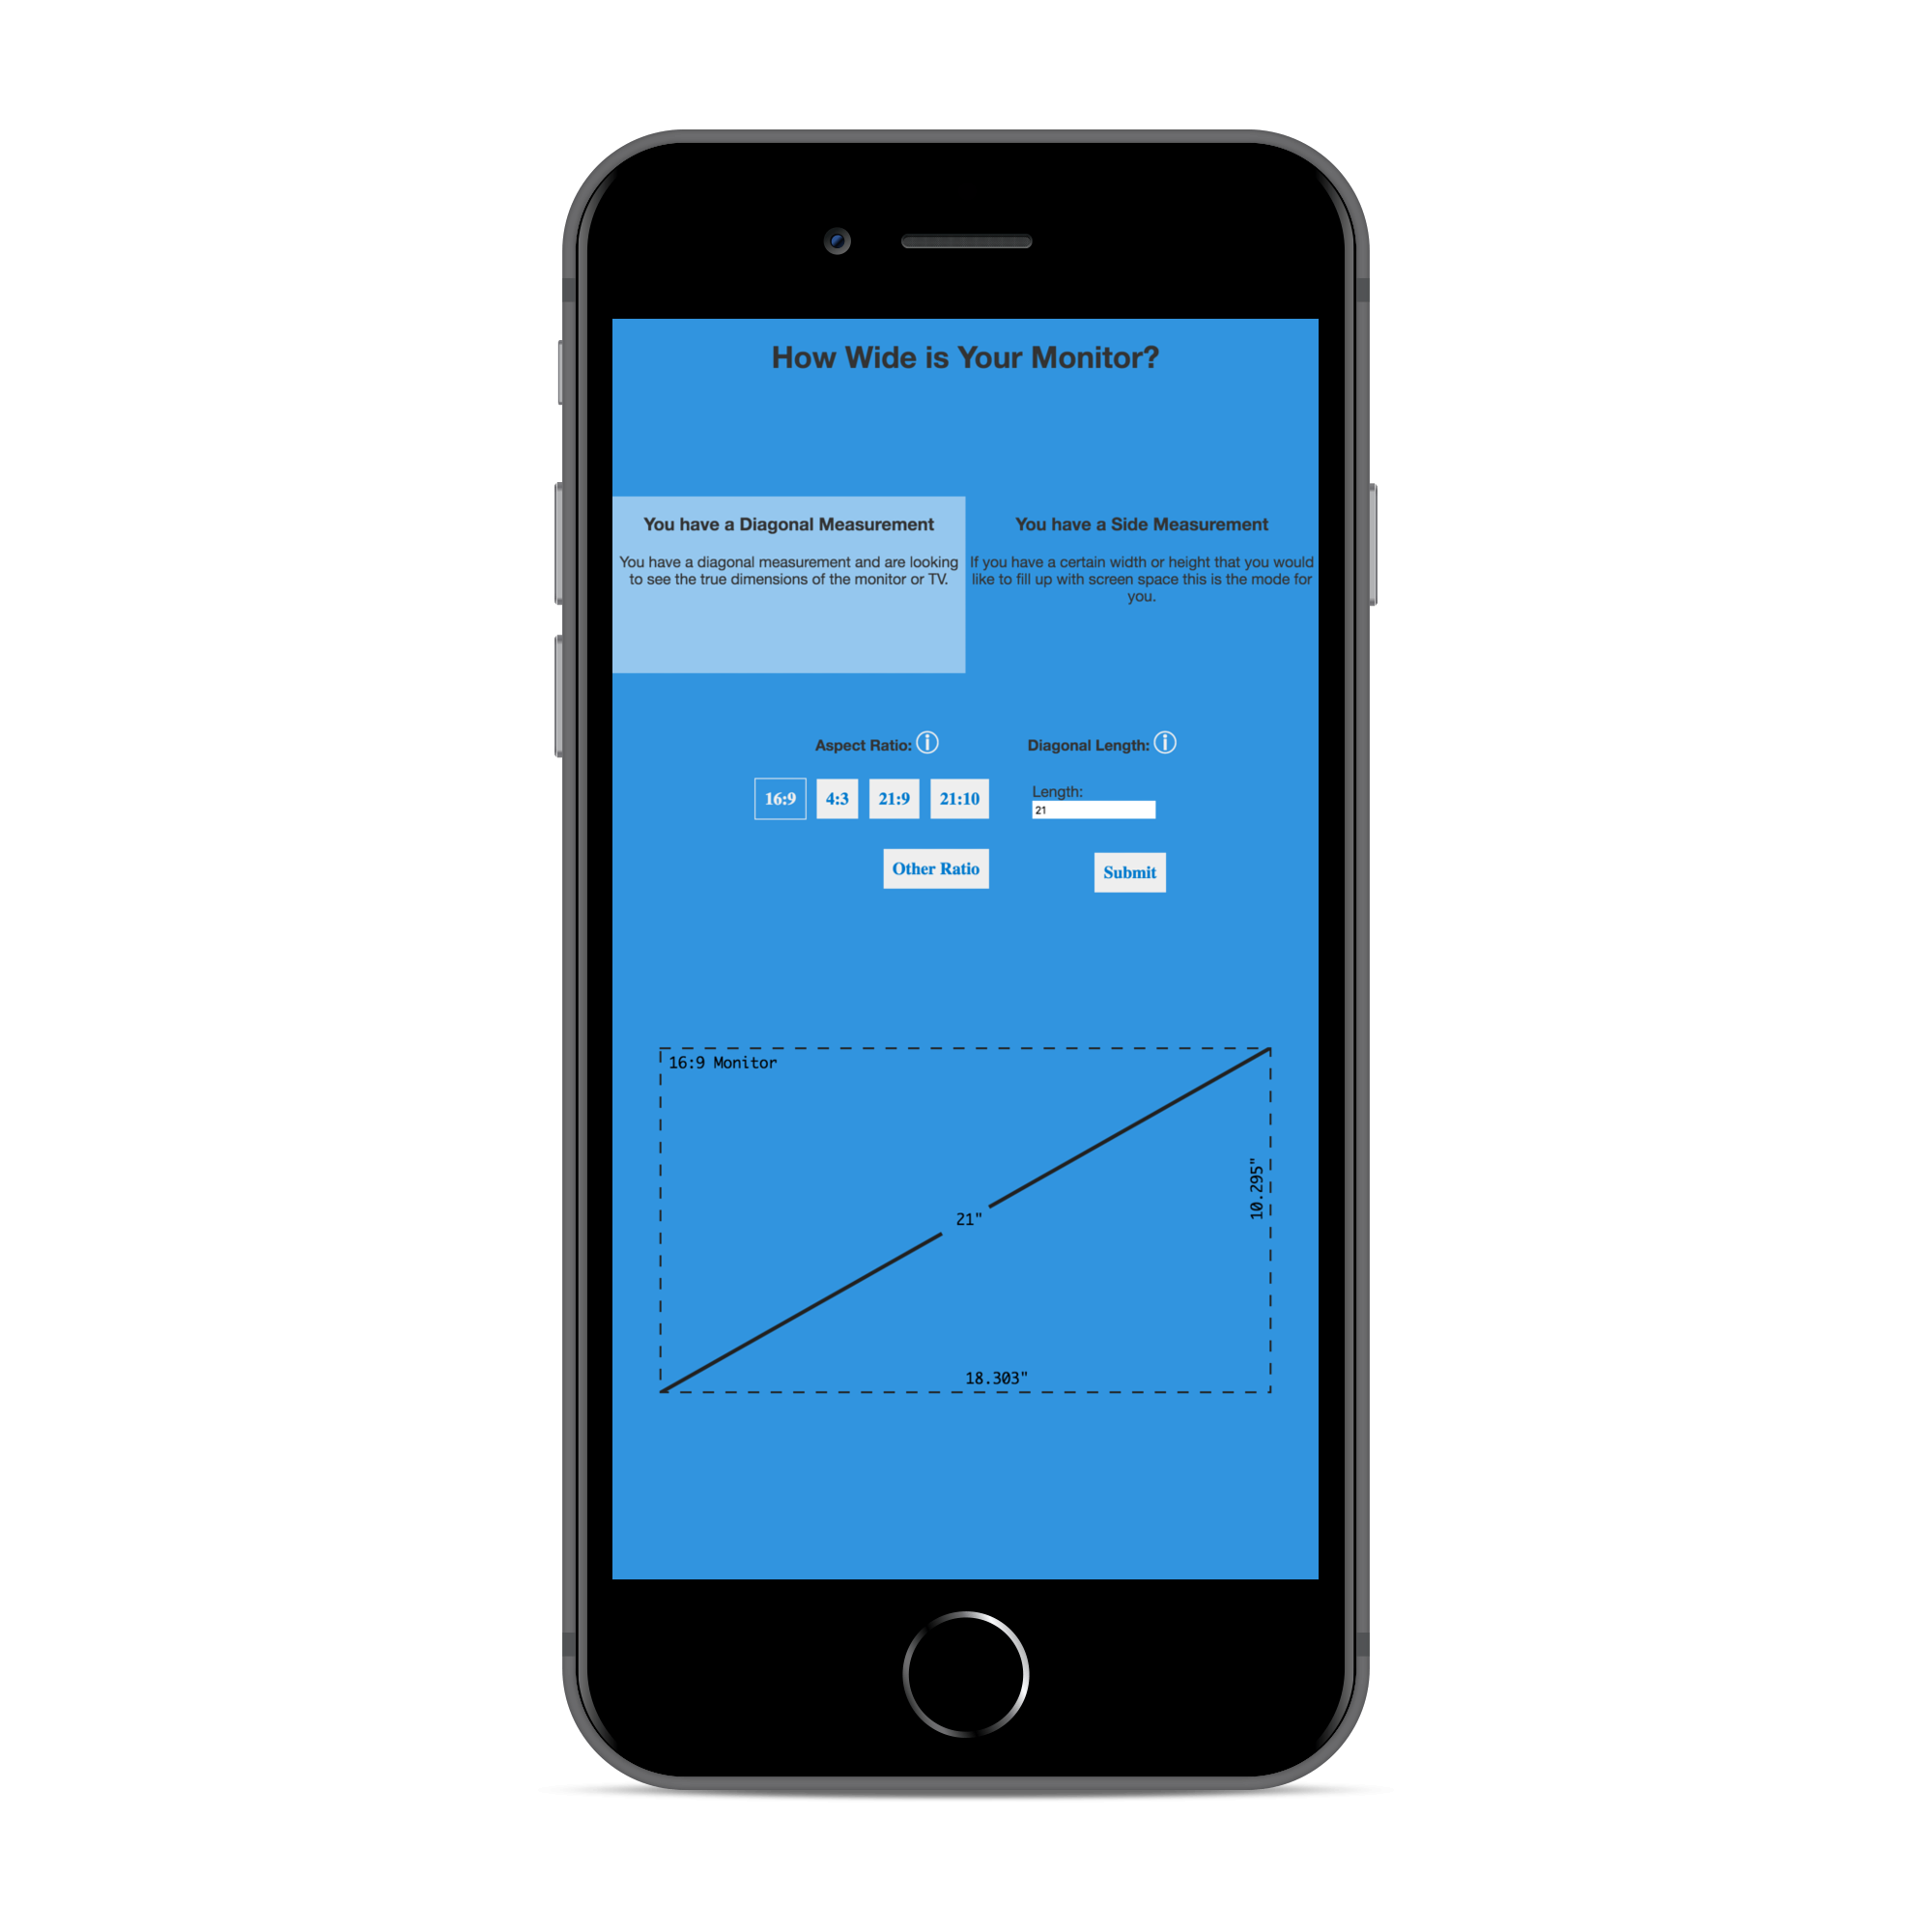 How Wide is Your Monitor?
You have a Diagonal Measurement
You have a diagonal measurement and are looking
to see the true dimensions of the monitor or TV.
You have a Side Measurement
If you have a certain width or height that you would
like to fill up with screen space this is the mode for
you.
Aspect Ratio:
16:9 4:3 21:9 21:10
Other Ratio
Diagonal Length:
Length:
21
Submit
16:9 Monitor
21"
10.295"
18.303"